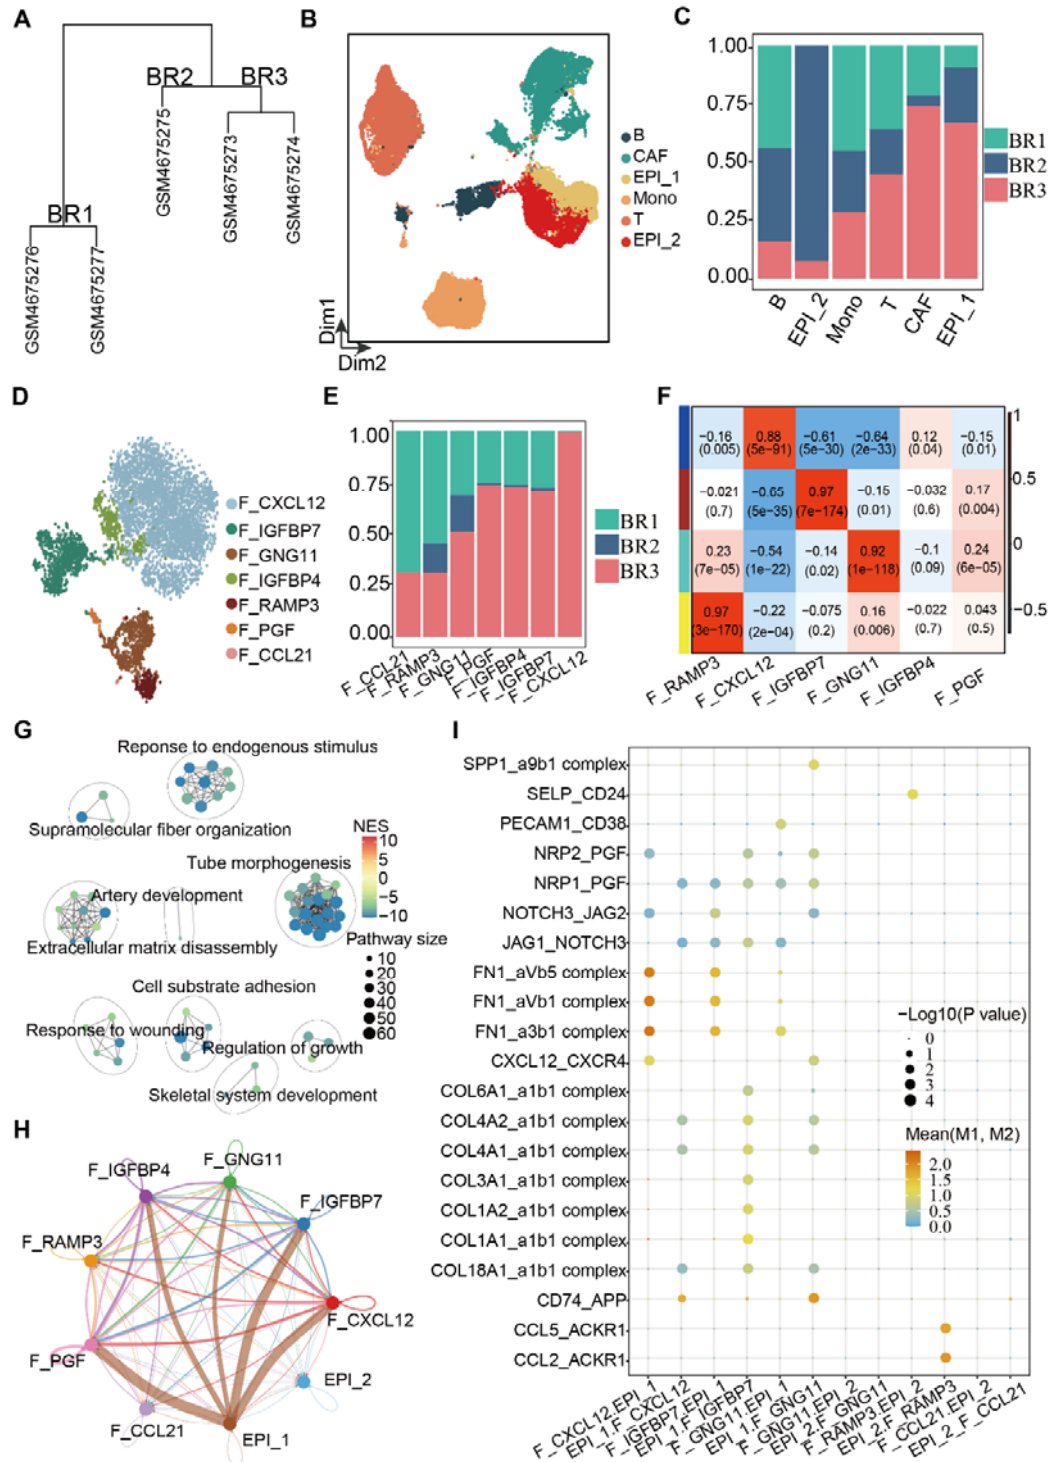 A
BR2
BR3
GSM4675275
GSM4675273
GSM4675274
BR1
GSM4675276
GSM4675277
B
B
CAF
EPI_1
Mono
T
EPI_2
Dim1
Dim2
C
1.00
0.75
0.50
0.25
0.00
BR1
BR2
BR3
B
EPI_2
Mono
T
CAF
EPI_1
D
F_CXCL12
F_IGFBP7
F_GNG11
F_IGFBP4
F_RAMP3
F_PGF
F_CCL21
E
1.00
0.75
0.50
0.25
0.00
BR1
BR2
BR3
F_CCL21
F_RAMP3
F_GNG11
F_PGF
F_IGFBP4
F_IGFBP7
F_CXCL12
F
−0.16 0.88 −0.61 −0.64 0.12 −0.15
(0.005) (5e−91) (5e−30) (2e−33) (0.04) (0.01)
−0.021 −0.65 0.97 −0.15 −0.032 0.17
(0.7) (5e−35) (7e−174) (0.01) (0.6) (0.004)
0.23 −0.54 −0.14 0.92 −0.1 0.24
(7e−05) (1e−22) (0.02) (1e−118) (0.09) (6e−05)
0.97 −0.22 −0.075 0.16 −0.022 0.043
(3e−170) (2e−04) (0.2) (0.006) (0.7) (0.5)
1
0.5
0
−0.5
F_RAMP3
F_CXCL12
F_IGFBP7
F_GNG11
F_IGFBP4
F_PGF
G
Reponse to endogenous stimulus
Supramolecular fiber organization
Tube morphogenesis
Artery development
Extracellular matrix disassembly
Cell substrate adhesion
Response to wounding
Regulation of growth
Skeletal system development
NES
10
5
0
−5
−10
Pathway size
10
20
30
40
50
60
H
F_GNG11
F_IGFBP4
F_IGFBP7
F_RAMP3
F_CXCL12
F_PGF
EPI_2
F_CCL21
EPI_1
I
SPP1_a9b1 complex
SELP_CD24
PECAM1_CD38
NRP2_PGF
NRP1_PGF
NOTCH3_JAG2
JAG1_NOTCH3
FN1_aVb5 complex
FN1_aVb1 complex
FN1_a3b1 complex
CXCL12_CXCR4
COL6A1_a1b1 complex
COL4A2_a1b1 complex
COL4A1_a1b1 complex
COL3A1_a1b1 complex
COL1A2_a1b1 complex
COL1A1_a1b1 complex
COL18A1_a1b1 complex
CD74_APP
CCL5_ACKR1
CCL2_ACKR1
−Log10(P value)
0
1
2
3
4
Mean(M1, M2)
2.0
1.5
1.0
0.5
0.0
F_CXCL12.EPI_1
EPI_1.F_CXCL12
F_IGFBP7.EPI_1
EPI_1.F_IGFBP7
F_GNG11.EPI_1
EPI_1.F_GNG11
F_GNG11.EPI_2
EPI_2.F_GNG11
F_RAMP3.EPI_2
EPI_2.F_RAMP3
F_CCL21.EPI_2
EPI_2_F_CCL21